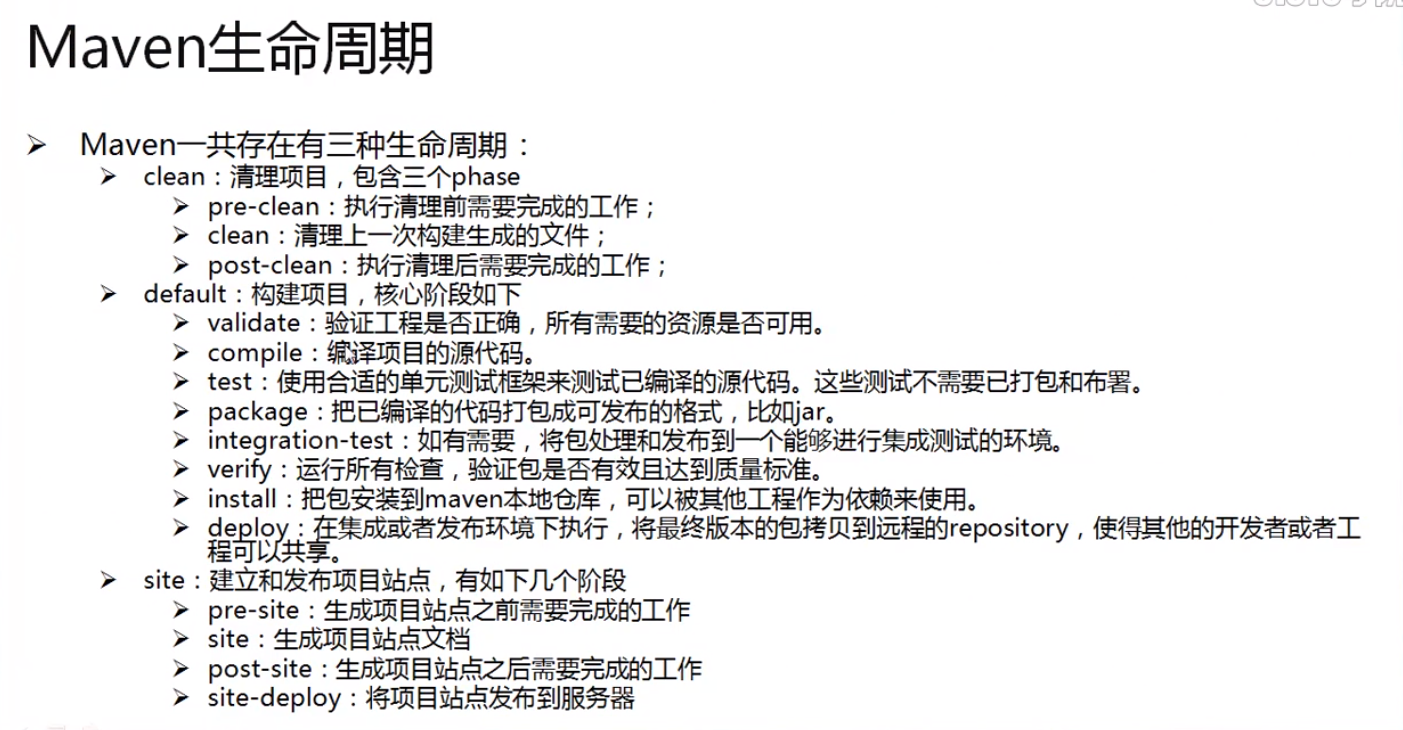 Maven生命周期
Maven一共存在有三种生命周期：
clean：清理项目，包含三个phase
pre-clean：执行清理前需要完成的工作；
clean：清理上一次构建生成的文件；
post-clean：执行清理后需要完成的工作；
default：构建项目，核心阶段如下
validate：验证工程是否正确，所有需要的资源是否可用。
compile：编译项目的源代码。
test：使用合适的单元测试框架来测试已编译的源代码。这些测试不需要已打包和布署。
package：把已编译的代码打包成可发布的格式，比如jar。
integration-test：如有需要，将包处理和发布到一个能够进行集成测试的环境。
verify：运行所有检查，验证包是否有效且达到质量标准。
install：把包安装到maven本地仓库，可以被其他工程作为依赖来使用。
deploy：在集成或者发布环境下执行，将最终版本的包拷贝到远程的repository，使得其他的开发者或者工
程可以共享。
site：建立和发布项目站点，有如下几个阶段
pre-site：生成项目站点之前需要完成的工作
site：生成项目站点文档
post-site：生成项目站点之后需要完成的工作
site-deploy：将项目站点发布到服务器